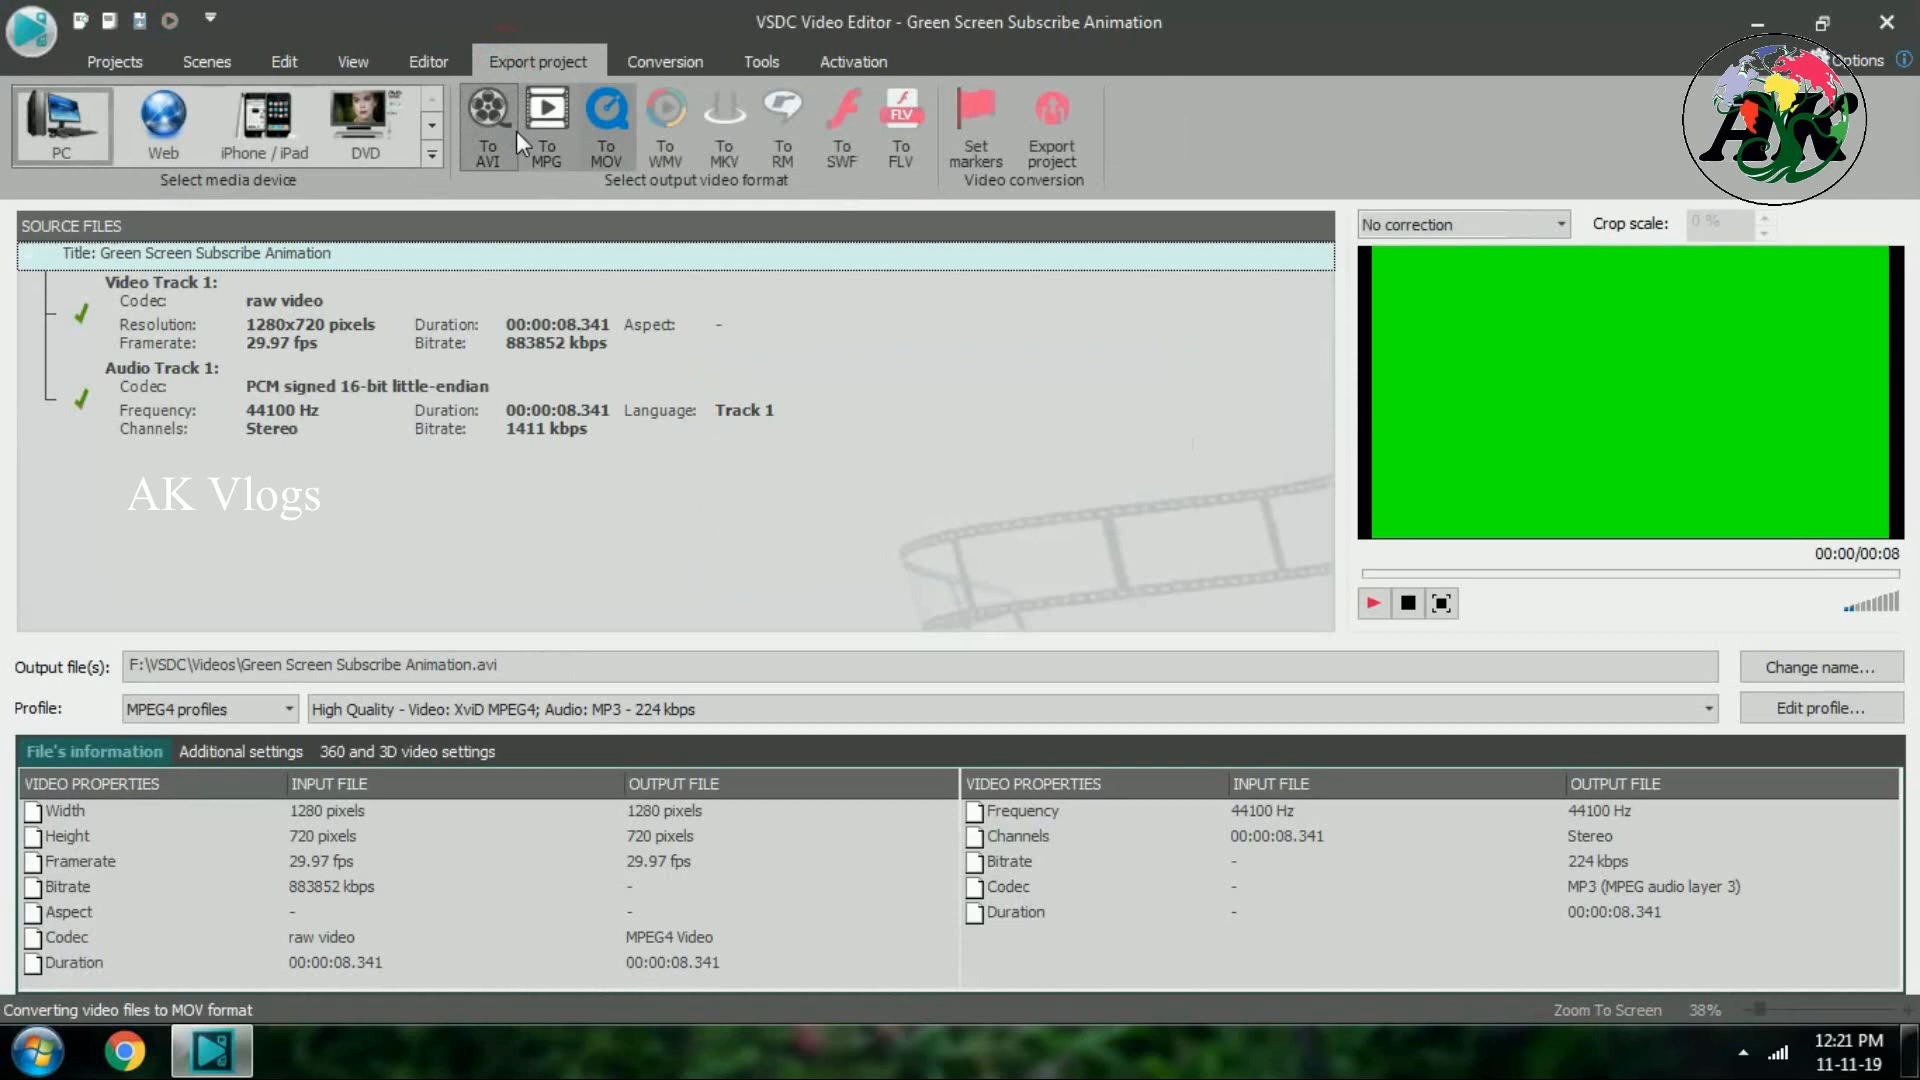 VSDC Video Editor - Green Screen Subscribe Animation
Projects Scenes Edit View Editor Export project Conversion Tools Activation Options
PC Web iPhone / iPad DVD
Select media device
To AVI
To MPG
To MOV
To WMV
To MKV
To RM
To SWF
FLV
To FLV
Select output video format
Set markers
Export project
Video conversion
AK
SOURCE FILES
Title: Green Screen Subscribe Animation
Video Track 1:
Codec: raw video
Resolution: 1280x720 pixels Duration: 00:00:08.341 Aspect: -
Framerate: 29.97 fps Bitrate: 883852 kbps
Audio Track 1:
Codec: PCM signed 16-bit little-endian
Frequency: 44100 Hz Duration: 00:00:08.341 Language: Track 1
Channels: Stereo Bitrate: 1411 kbps
AK Vlogs
No correction Crop scale: 0 %
00:00/00:08
Output file(s): F:\VSDC\Videos\Green Screen Subscribe Animation.avi Change name...
Profile: MPEG4 profiles High Quality - Video: XviD MPEG4; Audio: MP3 - 224 kbps Edit profile...
File's information Additional settings 360 and 3D video settings
VIDEO PROPERTIES INPUT FILE OUTPUT FILE
Width 1280 pixels 1280 pixels
Height 720 pixels 720 pixels
Framerate 29.97 fps 29.97 fps
Bitrate 883852 kbps -
Aspect - -
Codec raw video MPEG4 Video
Duration 00:00:08.341 00:00:08.341
VIDEO PROPERTIES INPUT FILE OUTPUT FILE
Frequency 44100 Hz 44100 Hz
Channels 00:00:08.341 Stereo
Bitrate - 224 kbps
Codec - MP3 (MPEG audio layer 3)
Duration - 00:00:08.341
Converting video files to MOV format Zoom To Screen 38%
12:21 PM
11-11-19